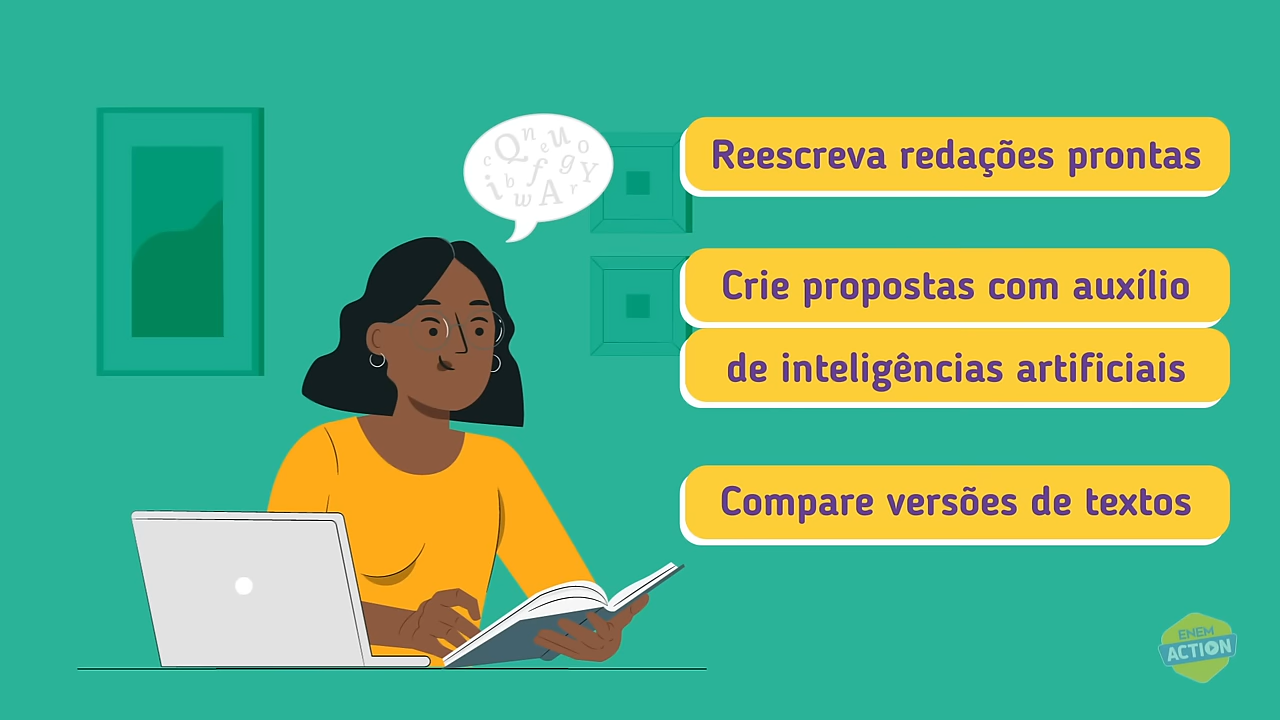 Reescreva redações prontas
Crie propostas com auxílio
de inteligências artificiais
Compare versões de textos
Q n u o
c e
i b f g Y
w A r
ENEM
ACTION